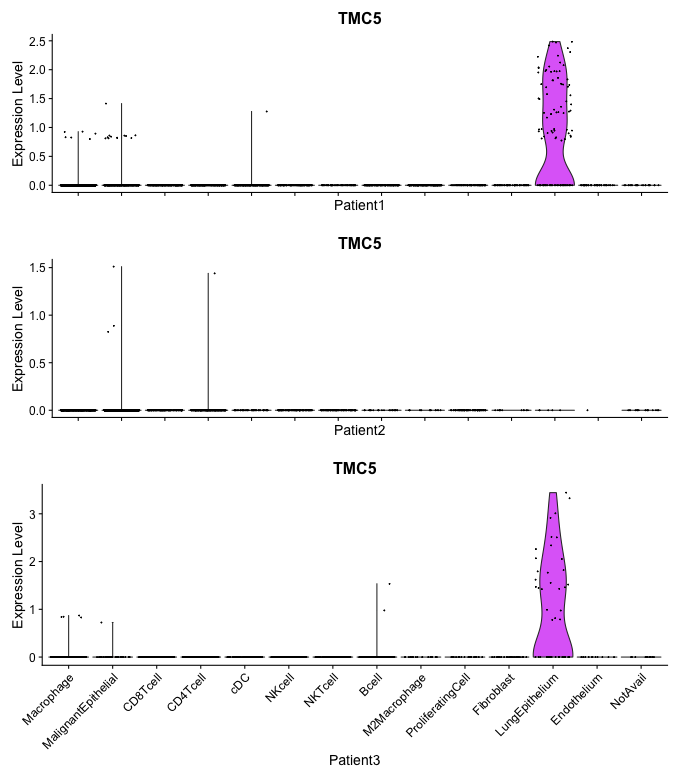 TMC5
Expression Level
2.5
2.0
1.5
1.0
0.5
0.0
Patient1
TMC5
Expression Level
1.5
1.0
0.5
0.0
Patient2
TMC5
Expression Level
3
2
1
0
Macrophage
MalignantEpithelial
CD8Tcell
CD4Tcell
cDC
NKcell
NKTcell
Bcell
M2Macrophage
ProliferatingCell
Fibroblast
LungEpithelium
Endothelium
NotAvail
Patient3